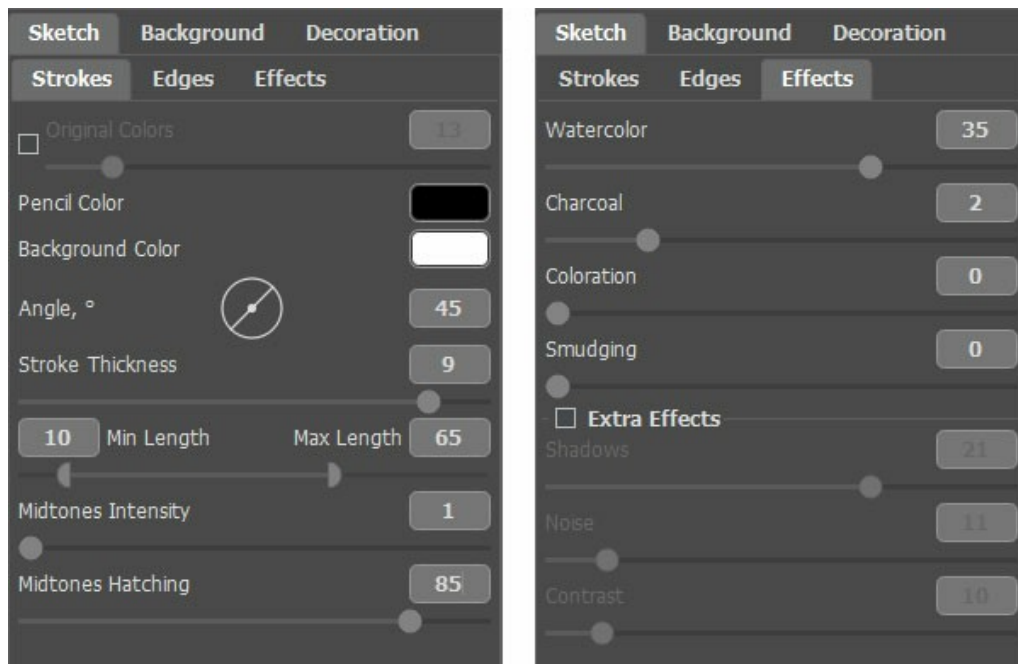 Sketch Background Decoration
Strokes Edges Effects
Original Colors 13
Pencil Color
Background Color
Angle, ° 45
Stroke Thickness 9
10 Min Length Max Length 65
Midtones Intensity 1
Midtones Hatching 85
Sketch Background Decoration
Strokes Edges Effects
Watercolor 35
Charcoal 2
Coloration 0
Smudging 0
Extra Effects
Shadows 21
Noise 11
Contrast 10